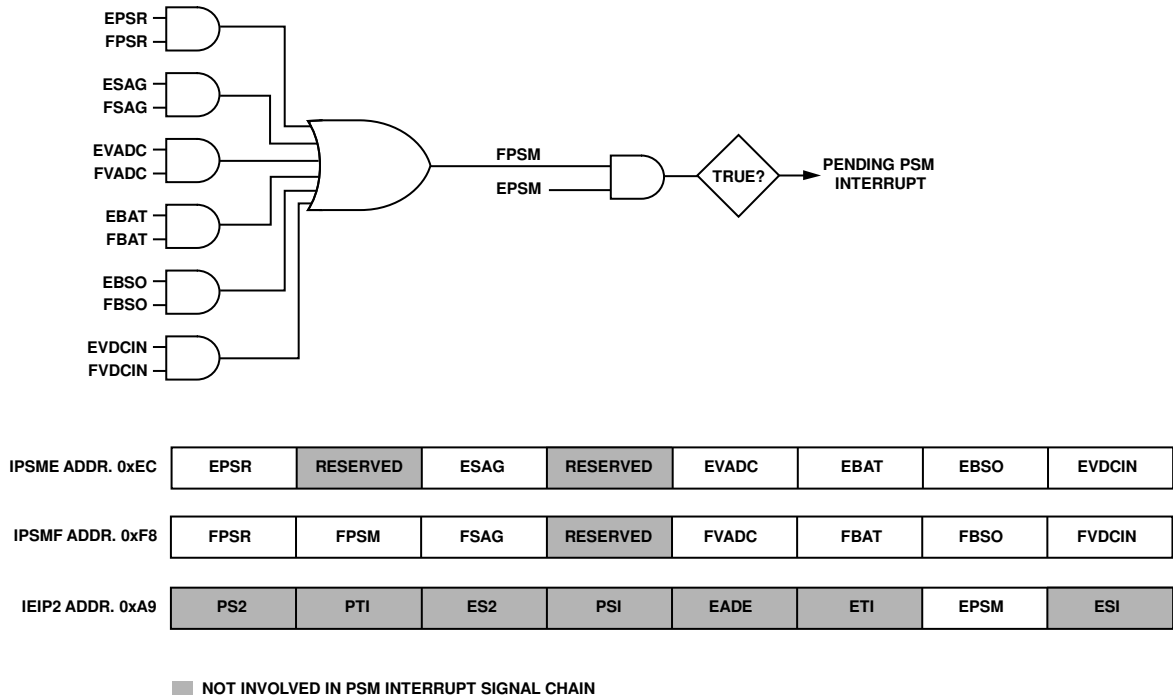 EPSR
FPSR
ESAG
FSAG
EVADC
FVADC
EBAT
FBAT
EBSO
FBSO
EVDCIN
FVDCIN
FPSM
EPSM
TRUE?
PENDING PSM
INTERRUPT
IPSME ADDR. 0xEC EPSR RESERVED ESAG RESERVED EVADC EBAT EBSO EVDCIN
IPSMF ADDR. 0xF8 FPSR FPSM FSAG RESERVED FVADC FBAT FBSO FVDCIN
IEIP2 ADDR. 0xA9 PS2 PTI ES2 PSI EADE ETI EPSM ESI
NOT INVOLVED IN PSM INTERRUPT SIGNAL CHAIN